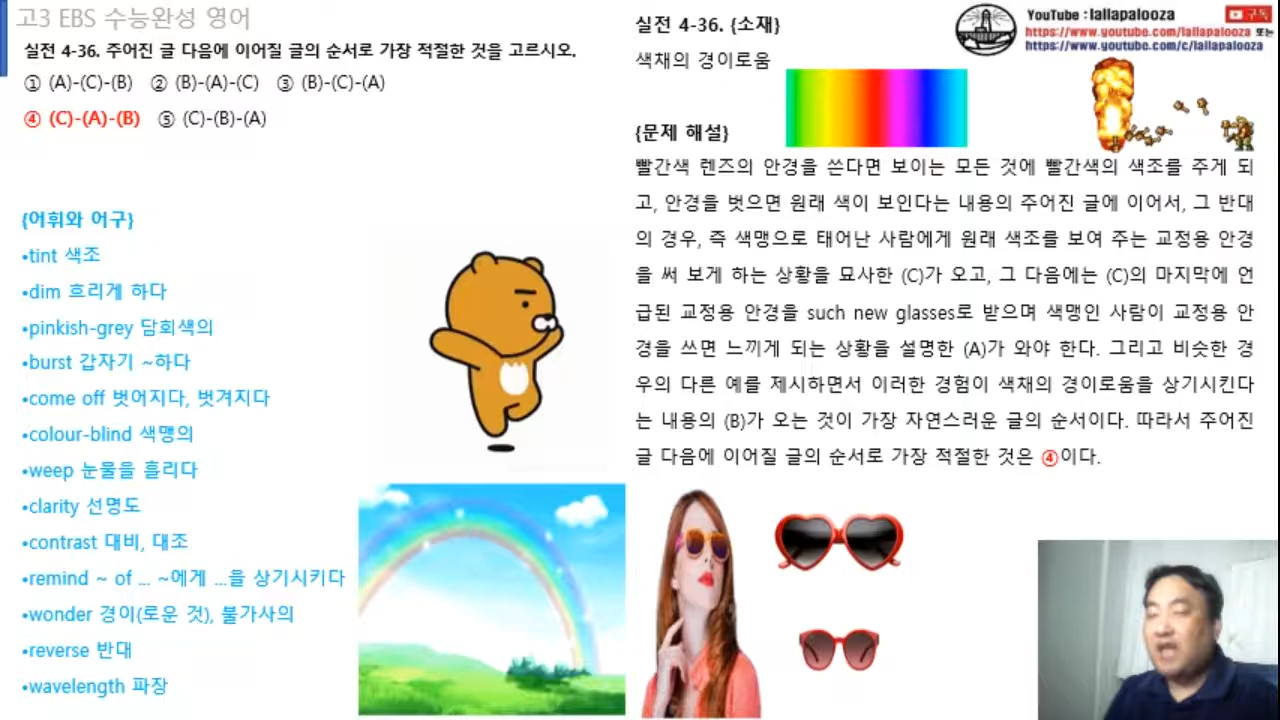 고3 EBS 수능완성 영어
실전 4-36. 주어진 글 다음에 이어질 글의 순서로 가장 적절한 것을 고르시오.
① (A)-(C)-(B) ② (B)-(A)-(C) ③ (B)-(C)-(A)
④ (C)-(A)-(B) ⑤ (C)-(B)-(A)
{어휘와 어구}
•tint 색조
•dim 흐리게 하다
•pinkish-grey 담회색의
•burst 갑자기 ~하다
•come off 벗어지다, 벗겨지다
•colour-blind 색맹의
•weep 눈물을 흘리다
•clarity 선명도
•contrast 대비, 대조
•remind ~ of ... ~에게 ...을 상기시키다
•wonder 경이(로운 것), 불가사의
•reverse 반대
•wavelength 파장
실전 4-36. {소재}
색채의 경이로움
{문제 해설}
빨간색 렌즈의 안경을 쓴다면 보이는 모든 것에 빨간색의 색조를 주게 되
고, 안경을 벗으면 원래 색이 보인다는 내용의 주어진 글에 이어서, 그 반대
의 경우, 즉 색맹으로 태어난 사람에게 원래 색조를 보여 주는 교정용 안경
을 써 보게 하는 상황을 묘사한 (C)가 오고, 그 다음에는 (C)의 마지막에 언
급된 교정용 안경을 such new glasses로 받으며 색맹인 사람이 교정용 안
경을 쓰면 느끼게 되는 상황을 설명한 (A)가 와야 한다. 그리고 비슷한 경
우의 다른 예를 제시하면서 이러한 경험이 색채의 경이로움을 상기시킨다
는 내용의 (B)가 오는 것이 가장 자연스러운 글의 순서이다. 따라서 주어진
글 다음에 이어질 글의 순서로 가장 적절한 것은 ④이다.
YouTube : lallapalooza
구독
https://www.youtube.com/lallapalooza 또는
https://www.youtube.com/c/lallapalooza